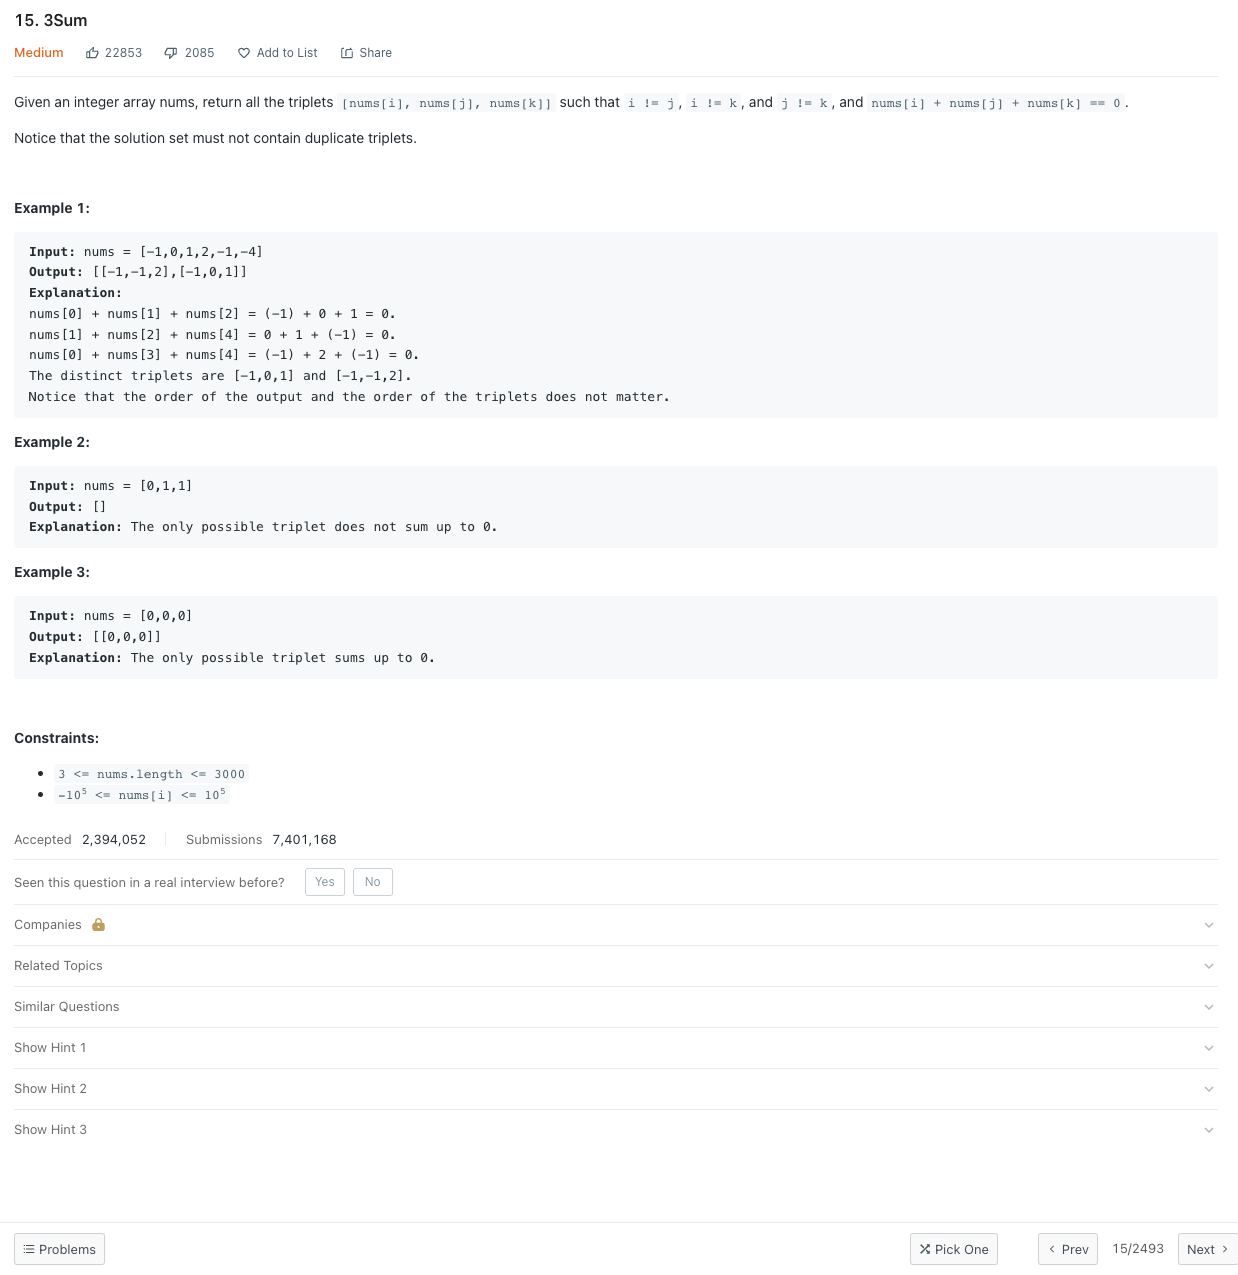 15. 3Sum
Medium 22853 2085 Add to List Share
Given an integer array nums, return all the triplets [nums[i], nums[j], nums[k]] such that i != j, i != k, and j != k, and nums[i] + nums[j] + nums[k] == 0.
Notice that the solution set must not contain duplicate triplets.
Example 1:
Input: nums = [-1,0,1,2,-1,-4]
Output: [[-1,-1,2],[-1,0,1]]
Explanation:
nums[0] + nums[1] + nums[2] = (-1) + 0 + 1 = 0.
nums[1] + nums[2] + nums[4] = 0 + 1 + (-1) = 0.
nums[0] + nums[3] + nums[4] = (-1) + 2 + (-1) = 0.
The distinct triplets are [-1,0,1] and [-1,-1,2].
Notice that the order of the output and the order of the triplets does not matter.
Example 2:
Input: nums = [0,1,1]
Output: []
Explanation: The only possible triplet does not sum up to 0.
Example 3:
Input: nums = [0,0,0]
Output: [[0,0,0]]
Explanation: The only possible triplet sums up to 0.
Constraints:
• 3 <= nums.length <= 3000
• -10⁵ <= nums[i] <= 10⁵
Accepted 2,394,052 Submissions 7,401,168
Seen this question in a real interview before? Yes No
Companies
Related Topics
Similar Questions
Show Hint 1
Show Hint 2
Show Hint 3
Problems Pick One Prev 15/2493 Next